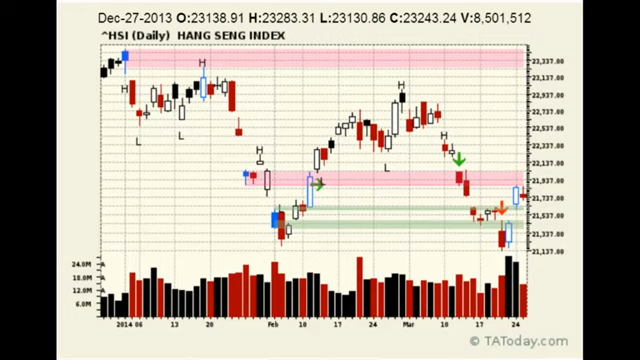 Dec-27-2013 O:23138.91 H:23283.31 L:23130.86 C:23243.24 V:8,501,512
^HSI (Daily) HANG SENG INDEX
H
H
H
H
H
L
L
L
23,337.00
23,137.00
22,937.00
22,737.00
22,537.00
22,337.00
22,137.00
21,937.00
21,737.00
21,537.00
21,337.00
21,137.00
24.0M
18.0M
12.0M
6.0M
2014 06 13 20 Feb 10 17 24 Mar 10 17 24
© TAToday.com